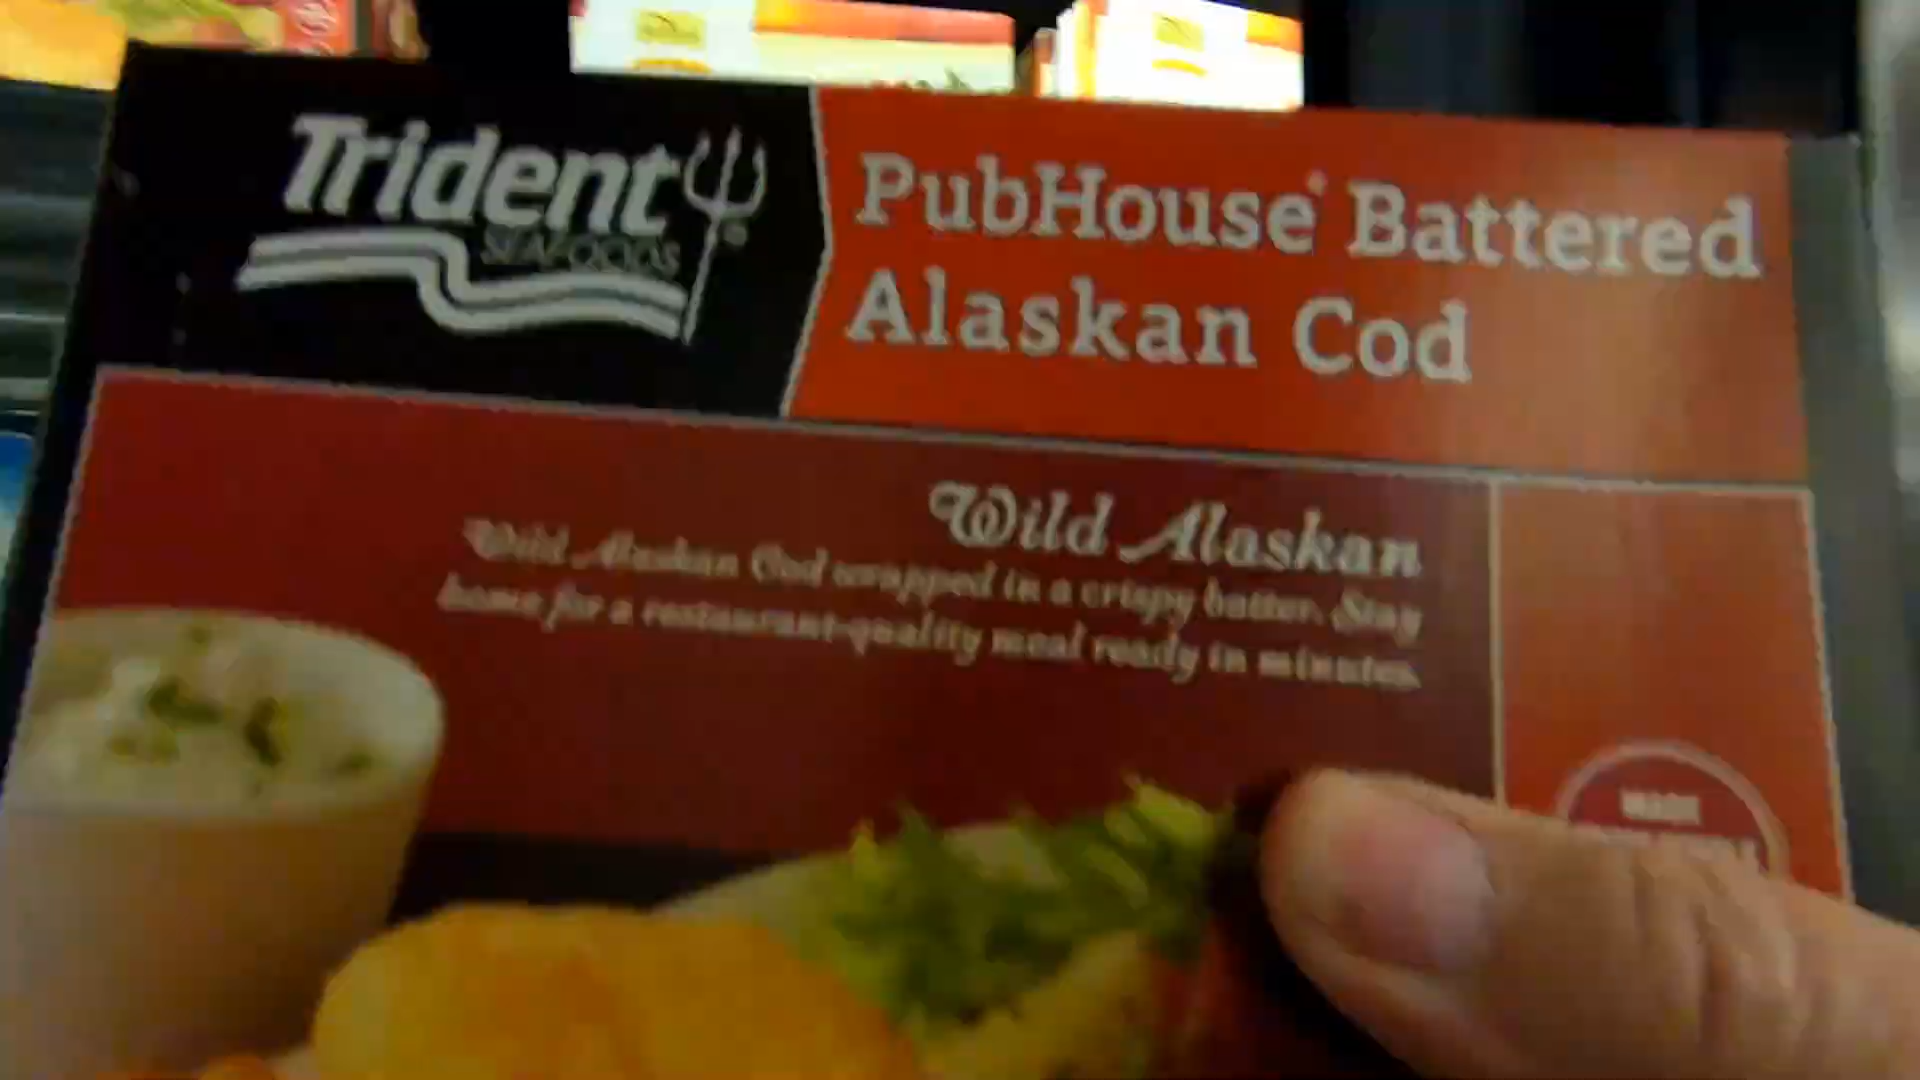 Trident
SEAFOODS
PubHouse® Battered
Alaskan Cod
Wild Alaskan
Wild Alaskan Cod wrapped in a crispy batter. Stay
home for a restaurant-quality meal ready in minutes.
MADE